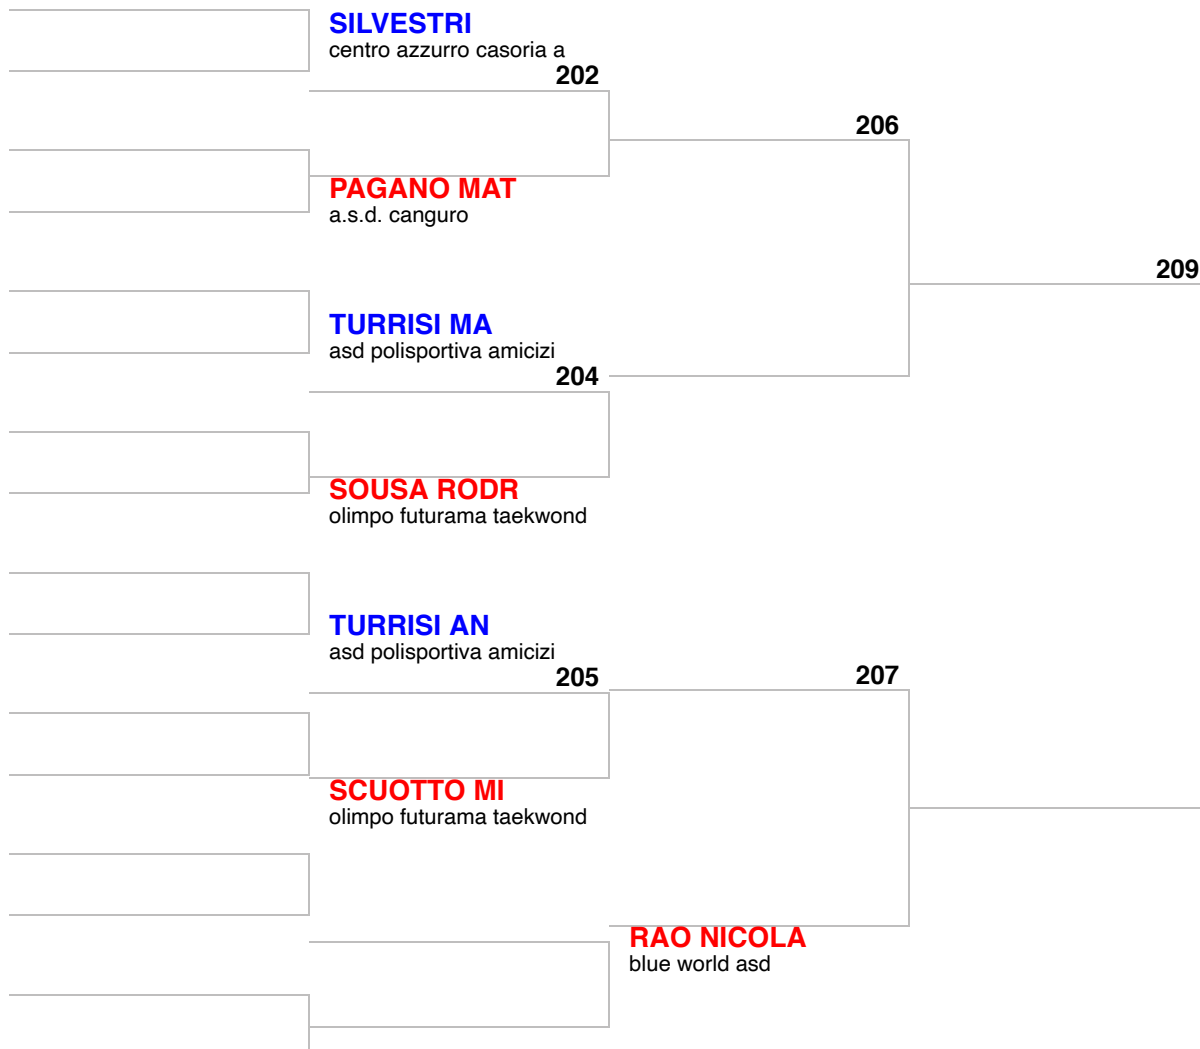 SILVESTRI
centro azzurro casoria a
202
206
PAGANO MAT
a.s.d. canguro
209
TURRISI MA
asd polisportiva amicizi
204
SOUSA RODR
olimpo futurama taekwond
TURRISI AN
asd polisportiva amicizi
205
207
SCUOTTO MI
olimpo futurama taekwond
RAO NICOLA
blue world asd